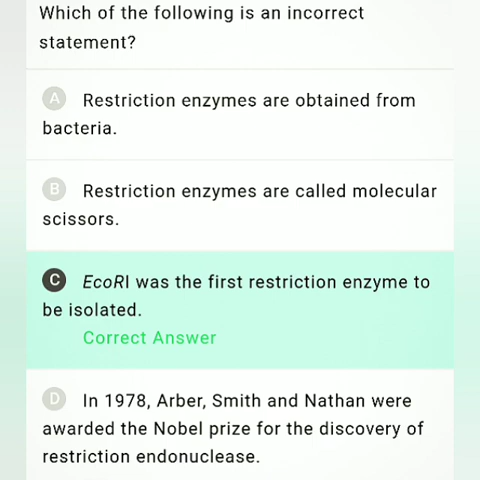 Which of the following is an incorrect
statement?
A Restriction enzymes are obtained from
bacteria.
B Restriction enzymes are called molecular
scissors.
C EcoRI was the first restriction enzyme to
be isolated.
Correct Answer
D In 1978, Arber, Smith and Nathan were
awarded the Nobel prize for the discovery of
restriction endonuclease.